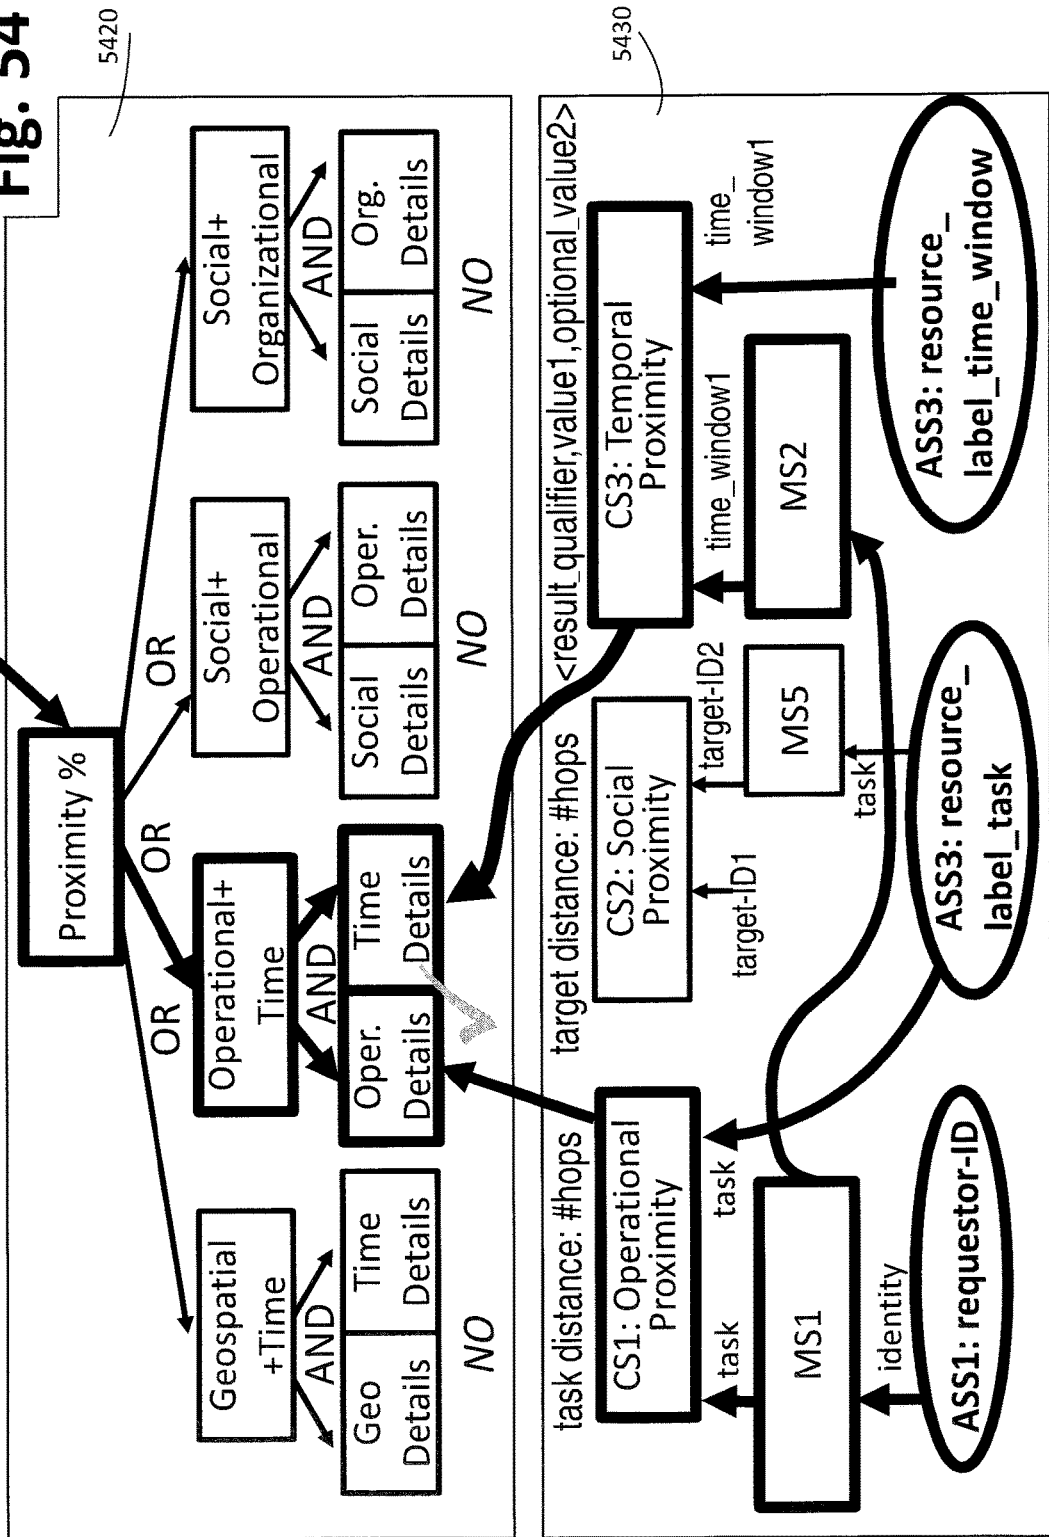 Fig. 54
5420
Proximity %
OR
OR
OR
Geospatial
+Time
AND
Geo
Details
Time
Details
NO
Operational+
Time
AND
Oper.
Details
Time
Details
Social+
Operational
AND
Social
Details
Oper.
Details
NO
Social+
Organizational
AND
Social
Details
Org.
Details
NO
5430
task distance: #hops
target distance: #hops
<result_qualifier,value1,optional_value2>
CS1: Operational
Proximity
CS2: Social
Proximity
CS3: Temporal
Proximity
task
task
target-ID1
target-ID2
time_window1
time_
window1
MS1
MS5
MS2
identity
task
ASS1: requestor-ID
ASS3: resource_
label_task
ASS3: resource_
label_time_window